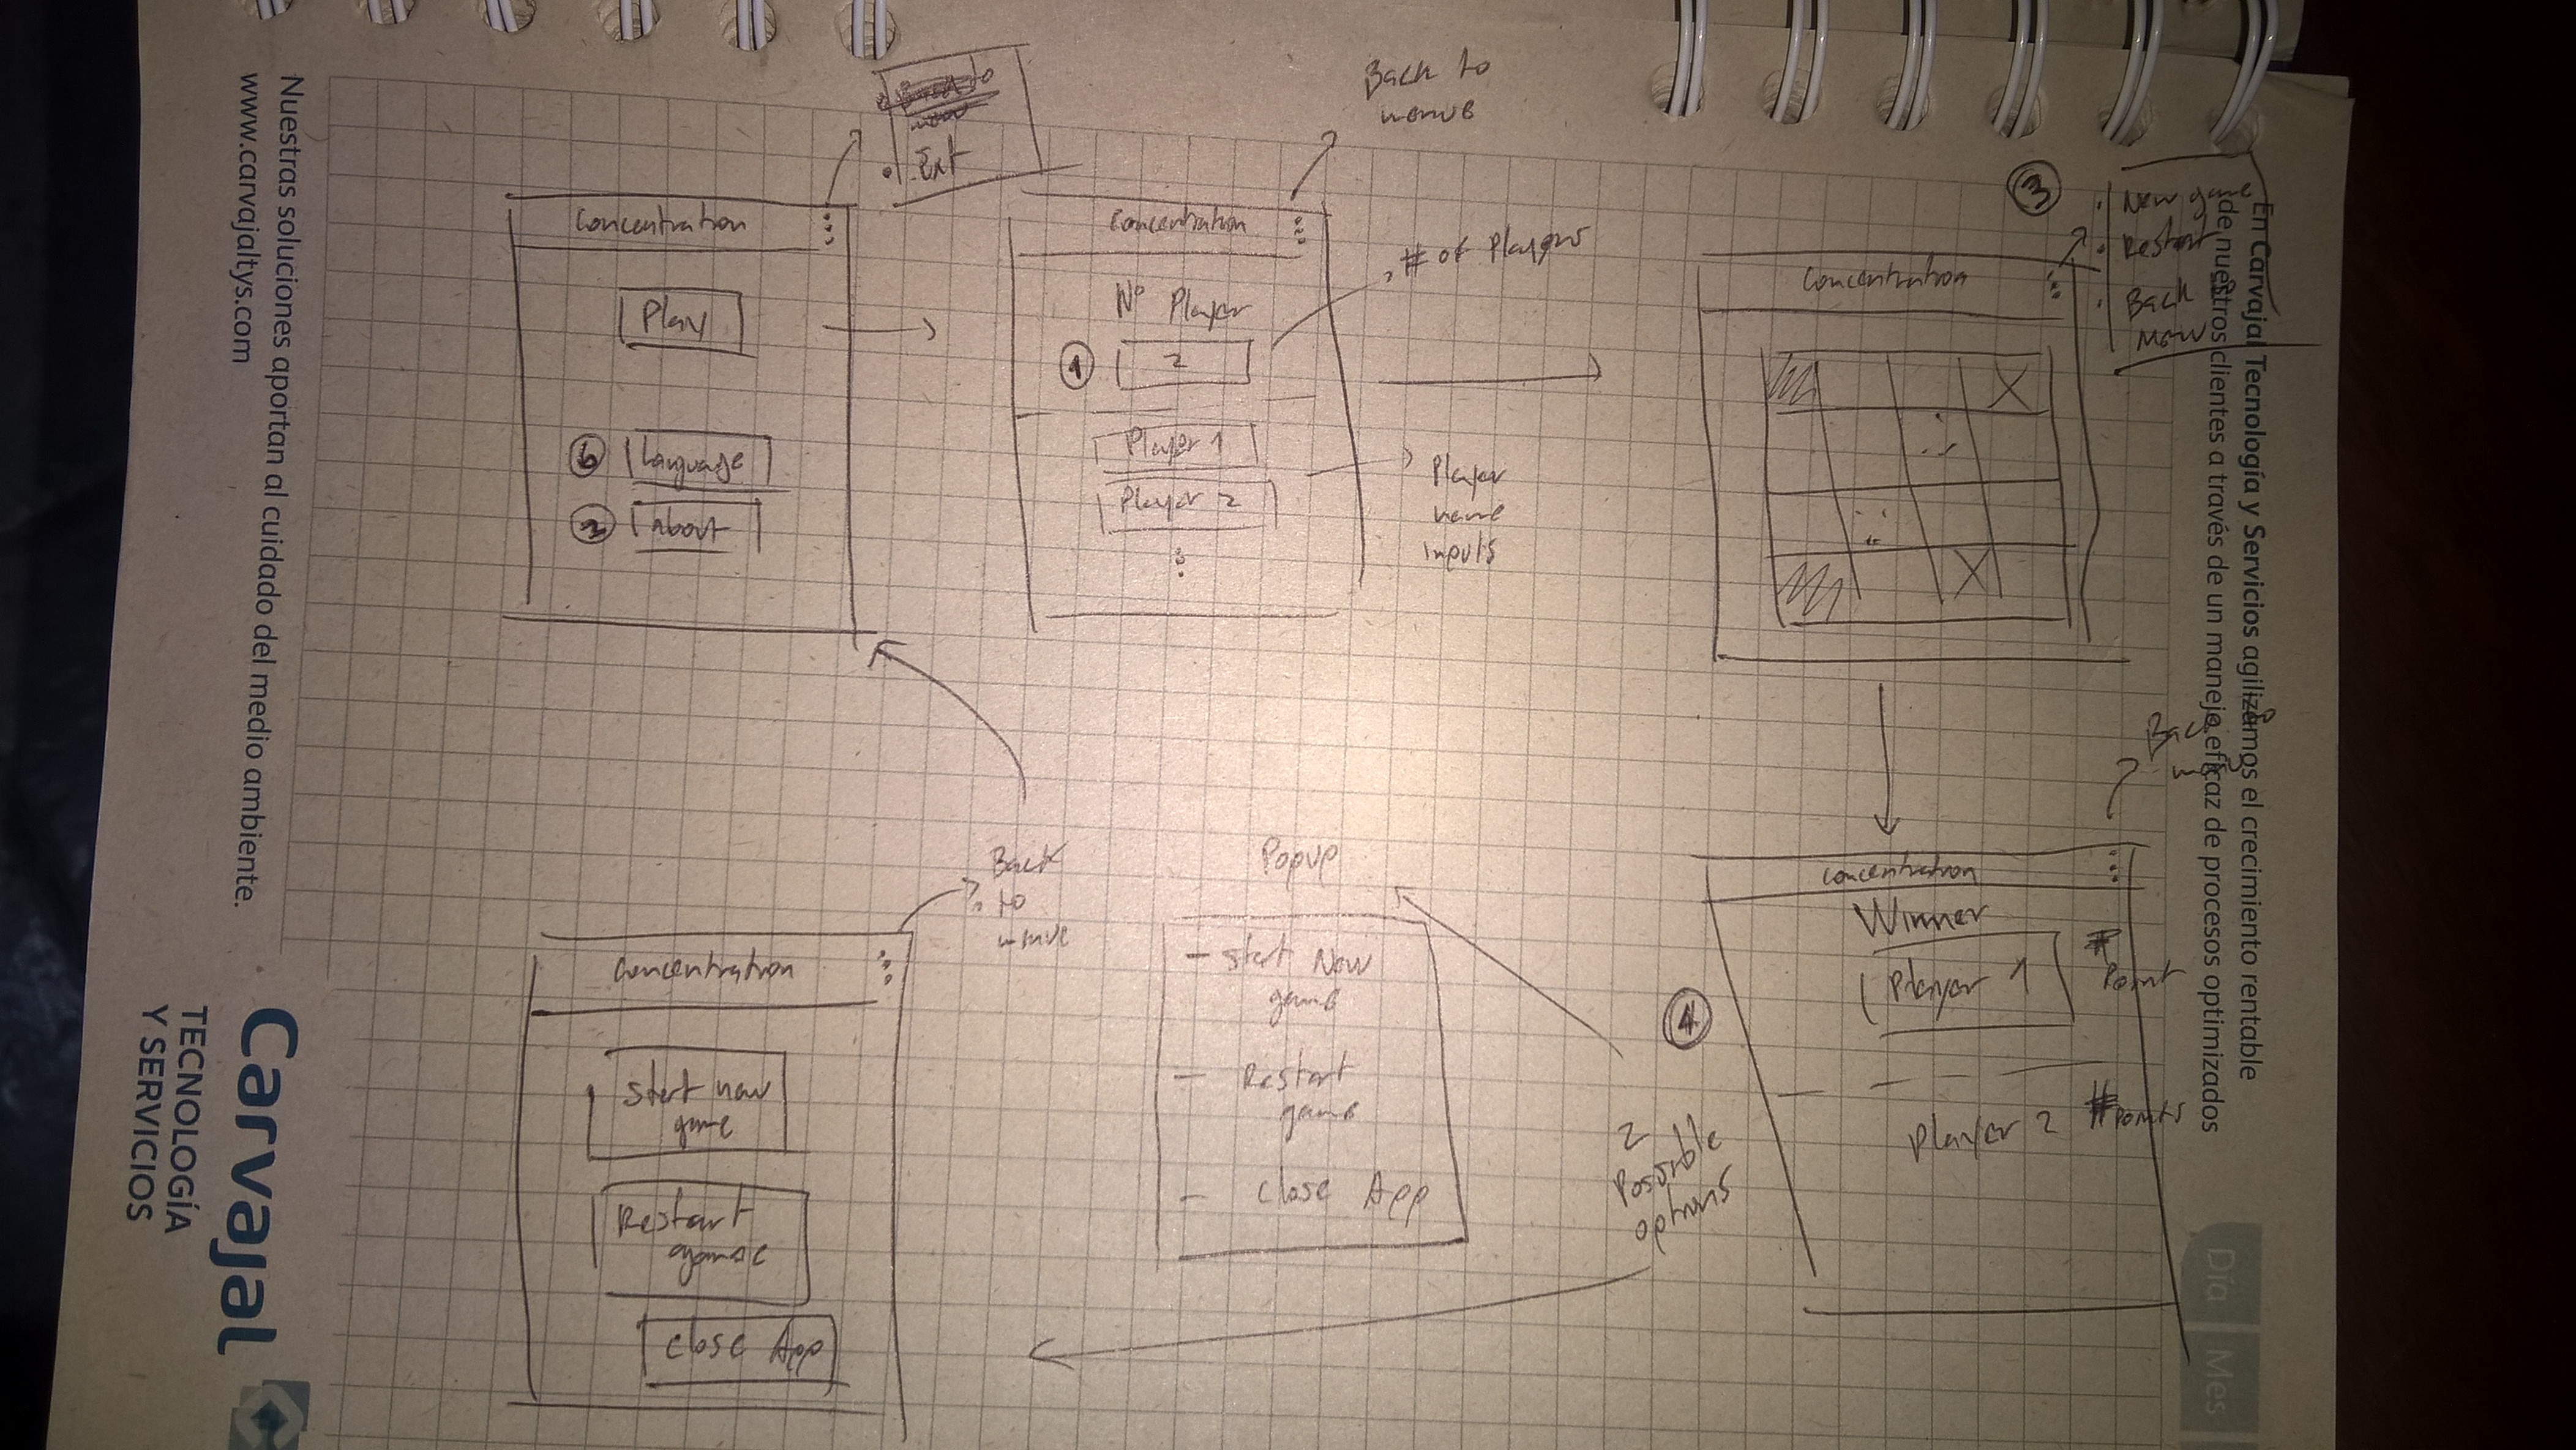 Nuestras soluciones aportan al cuidado del medio ambiente.
www.carvajaltys.com
Carvajal
TECNOLOGÍA
Y SERVICIOS
En Carvajal Tecnología y Servicios agilizamos el crecimiento rentable
de nuestros clientes a través de un manejo eficaz de procesos optimizados
Día
Mes
Exit
Concentration
Play
6
Language
2
about
Back to
menue
Concentration
Nº Player
1
2
# of Players
Player 1
Player 2
Player
name
inputs
3
New game
Restart
Back
Menu
Concentration
Back
Concentration
Winner
Player 1
# Point
Player 2
# Points
4
2
Possible
options
Popup
- Start New
game
- Restart
game
- Close App
Back
to
menue
Concentration
Start new
game
Restart
game
Close App